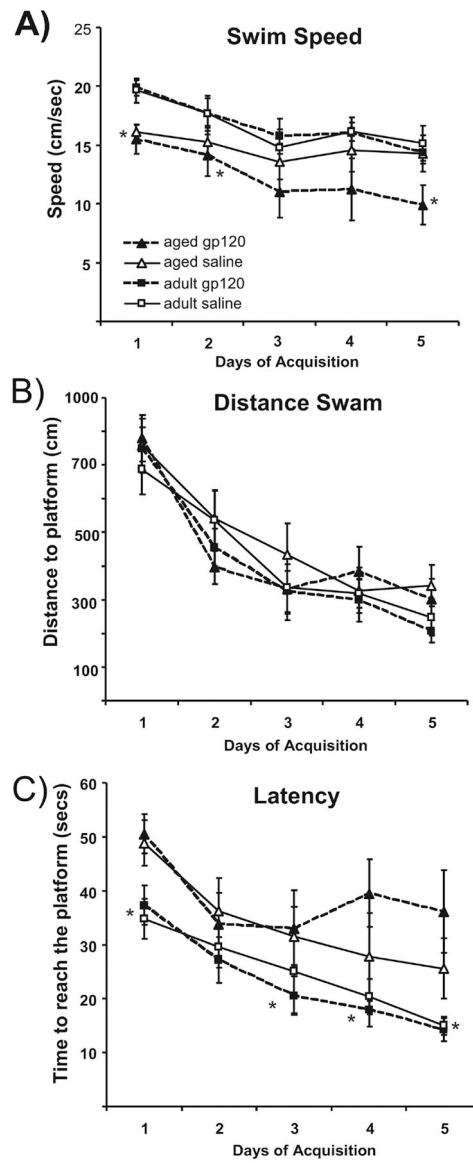 A)
Swim Speed
25
20
15
10
5
Speed (cm/sec)
*
*
*
aged gp120
aged saline
adult gp120
adult saline
1 2 3 4 5
Days of Acquisition
B)
Distance Swam
1000
700
500
300
100
Distance to platform (cm)
1 2 3 4 5
Days of Acquisition
C)
Latency
60
50
40
30
20
10
Time to reach the platform (secs)
*
*
*
*
1 2 3 4 5
Days of Acquisition